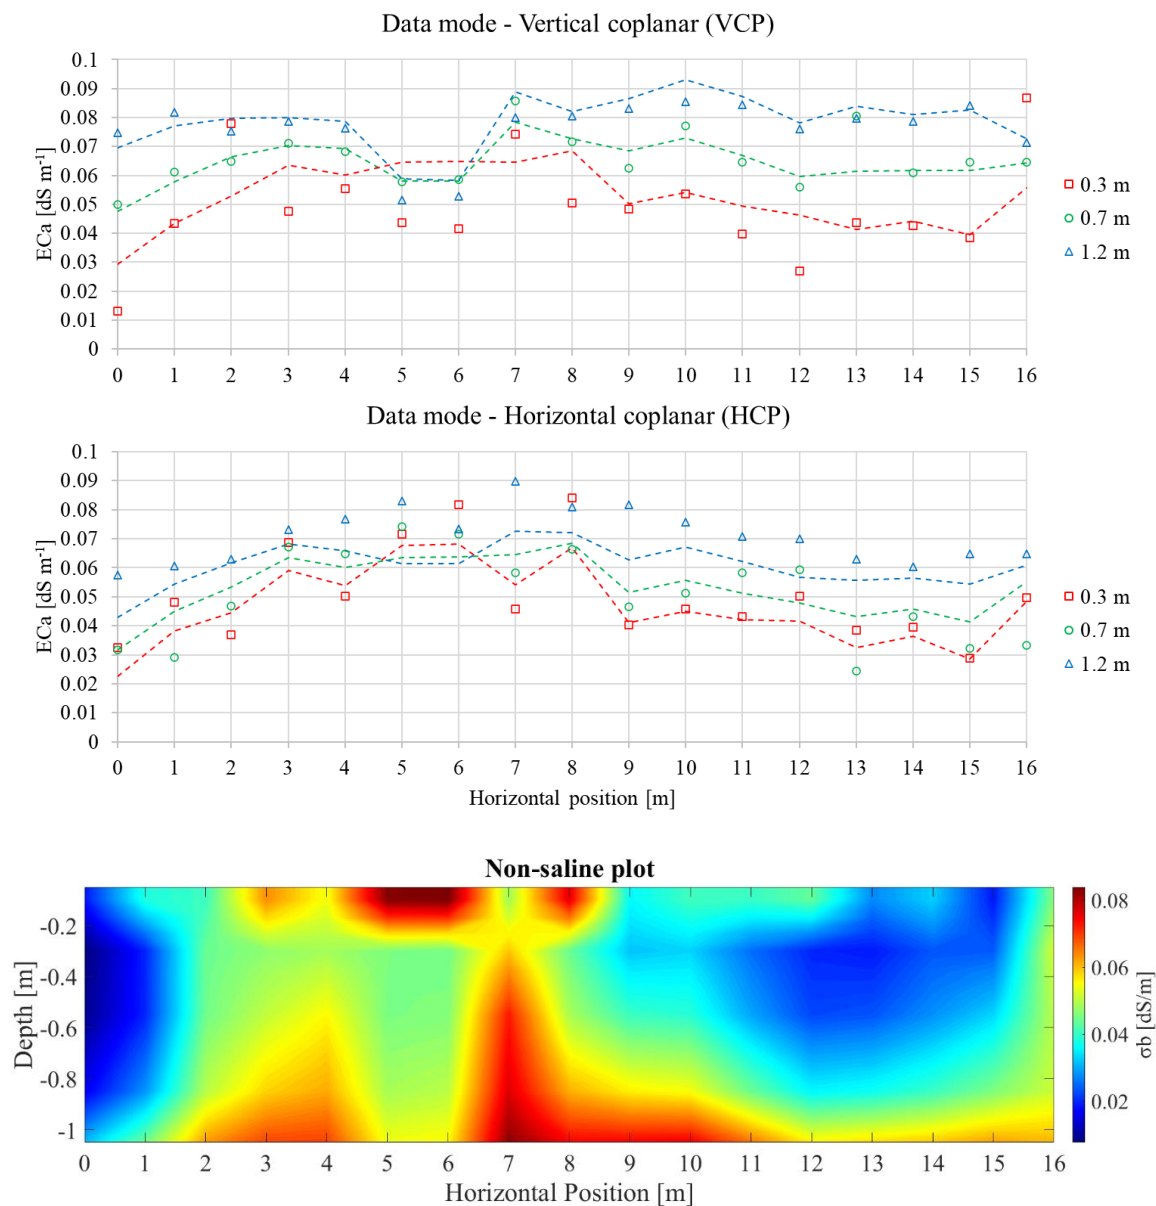 Data mode - Vertical coplanar (VCP)
0.1
0.09
0.08
0.07
0.06
0.05
0.04
0.03
0.02
0.01
0
ECa [dS m⁻¹]
0 1 2 3 4 5 6 7 8 9 10 11 12 13 14 15 16
0.3 m
0.7 m
1.2 m
Data mode - Horizontal coplanar (HCP)
0.1
0.09
0.08
0.07
0.06
0.05
0.04
0.03
0.02
0.01
0
ECa [dS m⁻¹]
0 1 2 3 4 5 6 7 8 9 10 11 12 13 14 15 16
Horizontal position [m]
0.3 m
0.7 m
1.2 m
Non-saline plot
-0.2
-0.4
-0.6
-0.8
-1
Depth [m]
0 1 2 3 4 5 6 7 8 9 10 11 12 13 14 15 16
Horizontal Position [m]
0.08
0.06
0.04
0.02
σb [dS/m]